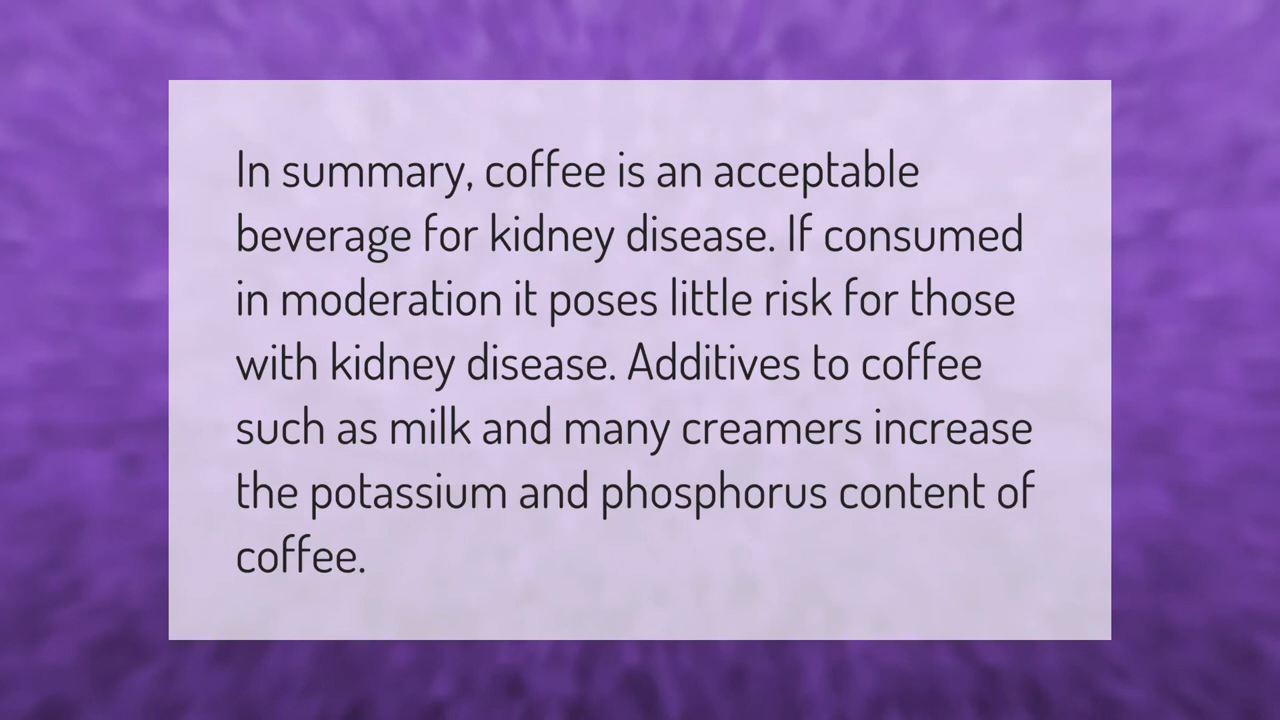 In summary, coffee is an acceptable
beverage for kidney disease. If consumed
in moderation it poses little risk for those
with kidney disease. Additives to coffee
such as milk and many creamers increase
the potassium and phosphorus content of
coffee.